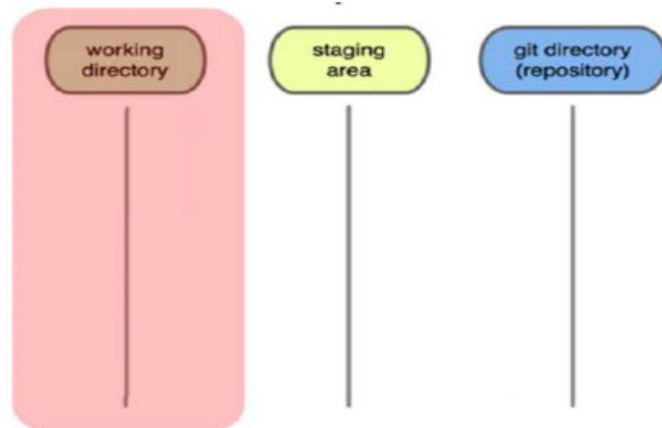 working
directory
staging
area
git directory
(repository)